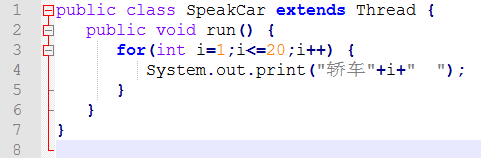 1 public class SpeakCar extends Thread {
2 public void run() {
3 for(int i=1;i<=20;i++) {
4 System.out.print("轿车"+i+"  ");
5 }
6 }
7 }
8